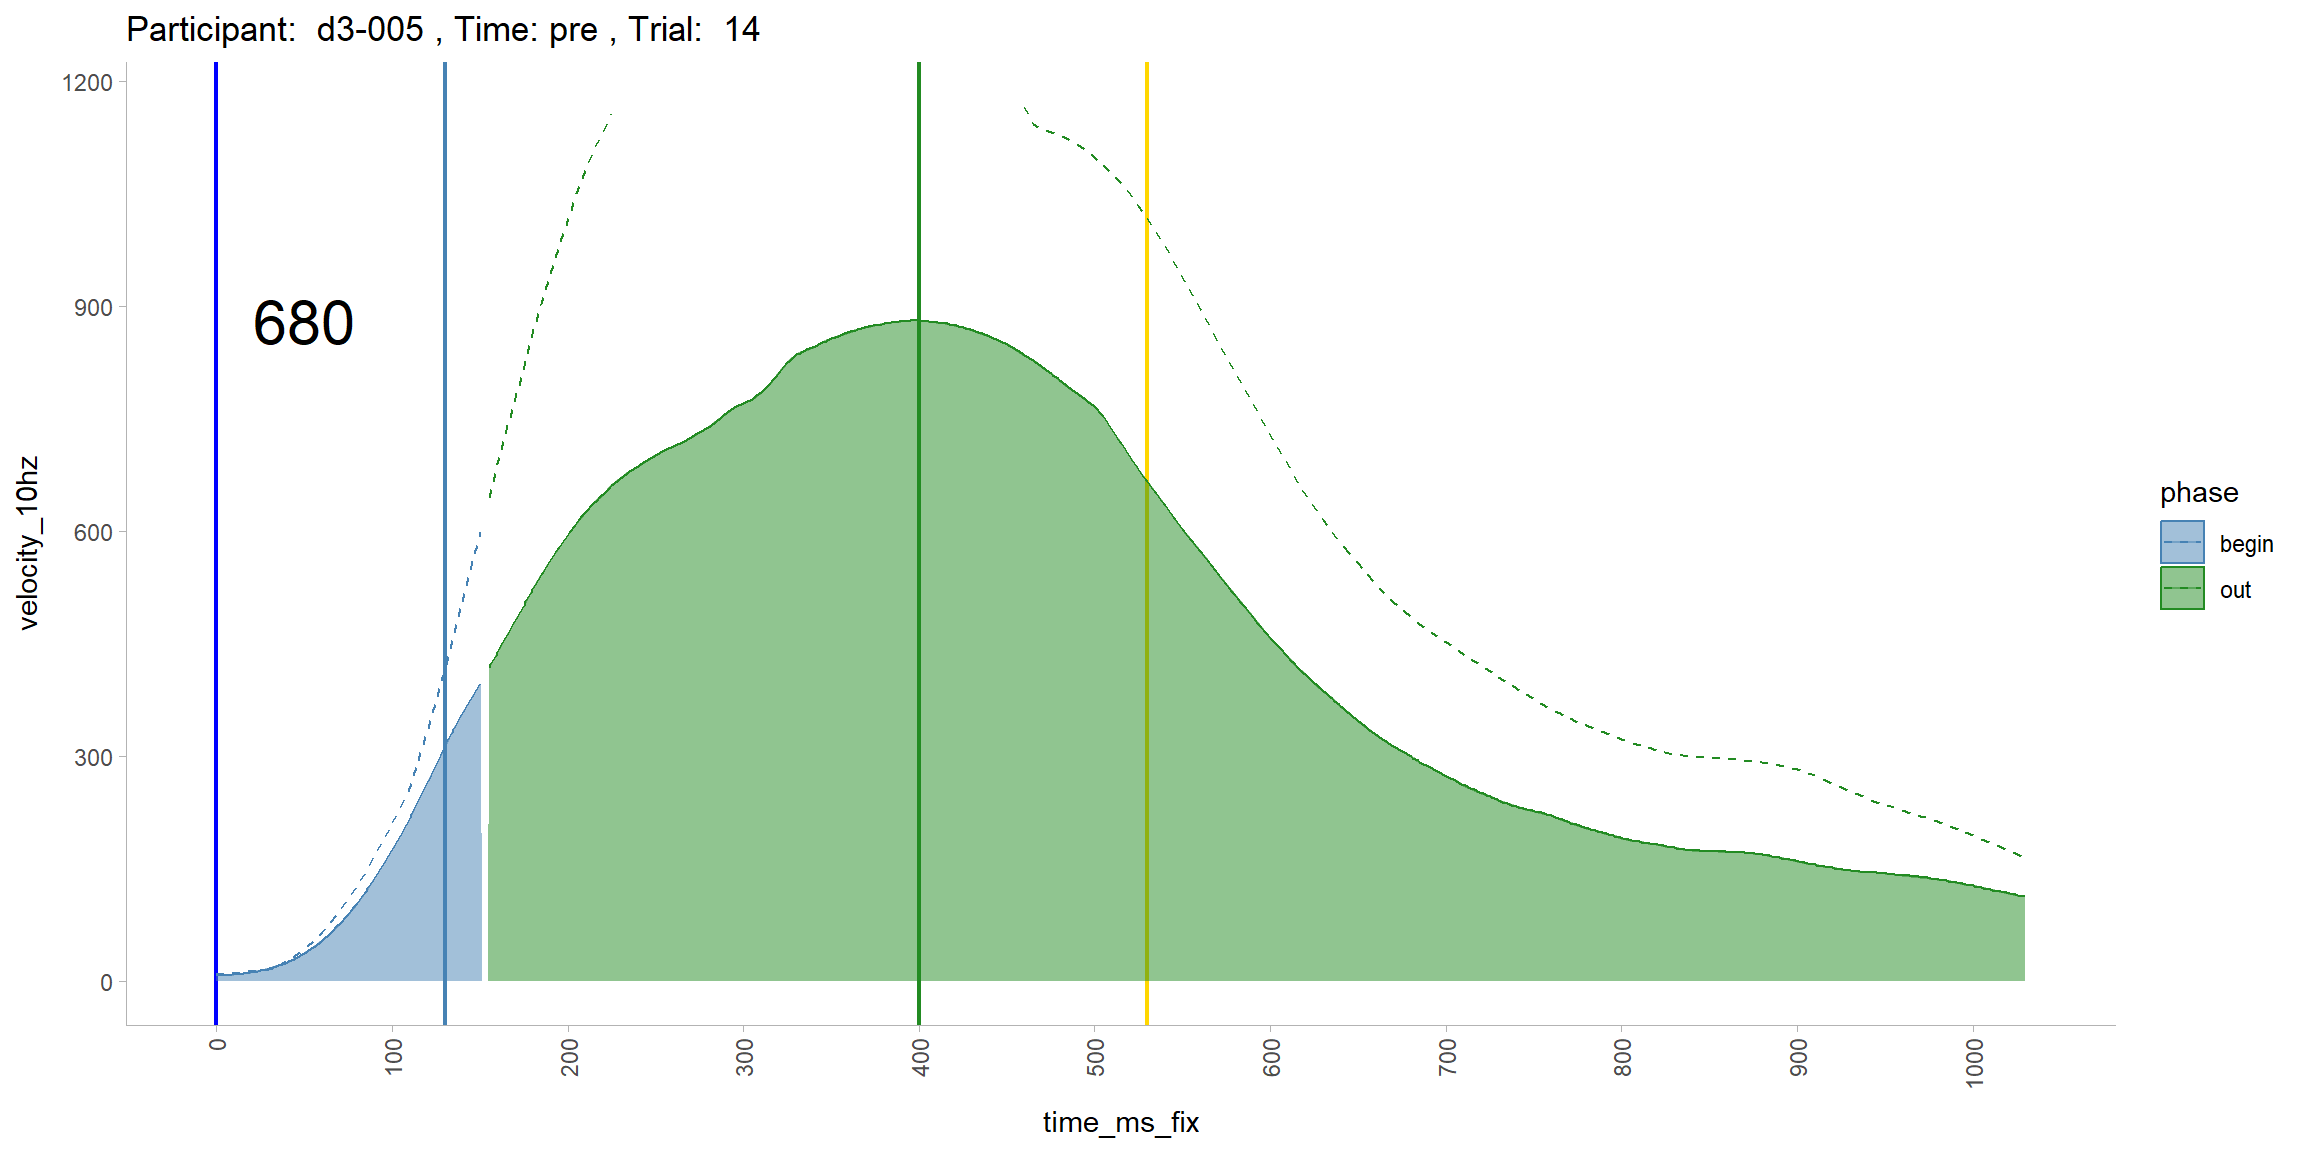 Participant:  d3-005 , Time: pre , Trial:  14
1200
900
600
300
0
680
velocity_10hz
0
100
200
300
400
500
600
700
800
900
1000
time_ms_fix
phase
begin
out